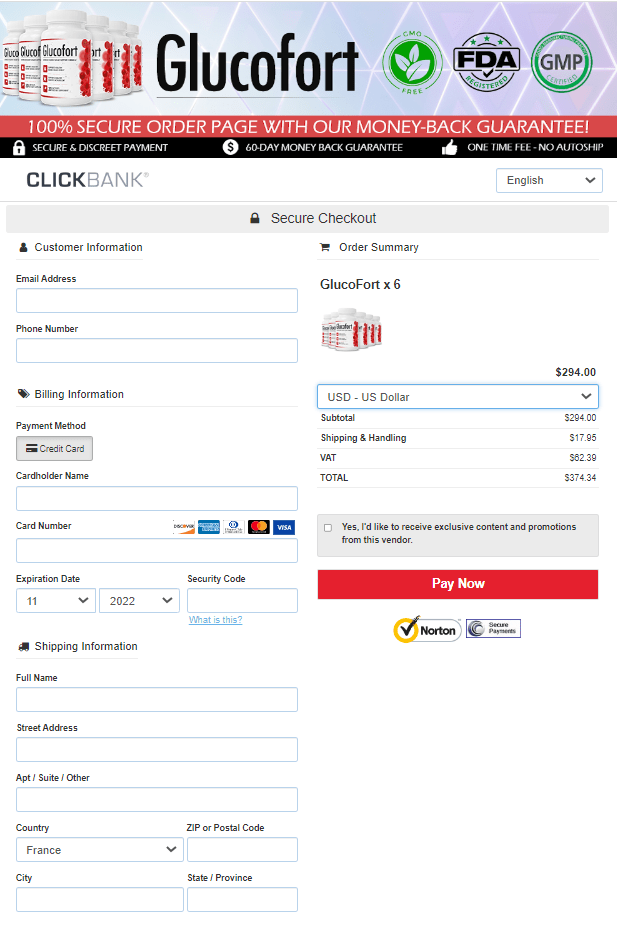 Glucofort
GMO
FREE
FDA
REGISTERED
GMP
CERTIFIED
100% SECURE ORDER PAGE WITH OUR MONEY-BACK GUARANTEE!
SECURE & DISCREET PAYMENT
60-DAY MONEY BACK GUARANTEE
ONE TIME FEE - NO AUTOSHIP
CLICKBANK®
English
Secure Checkout
Customer Information
Email Address
Phone Number
Billing Information
Payment Method
Credit Card
Cardholder Name
Card Number
DISCOVER
VISA
Expiration Date
Security Code
11
2022
What is this?
Shipping Information
Full Name
Street Address
Apt / Suite / Other
Country
ZIP or Postal Code
France
City
State / Province
Order Summary
GlucoFort x 6
$294.00
USD - US Dollar
Subtotal $294.00
Shipping & Handling $17.95
VAT $62.39
TOTAL $374.34
Yes, I'd like to receive exclusive content and promotions
from this vendor.
Pay Now
Norton
Secure
Payments